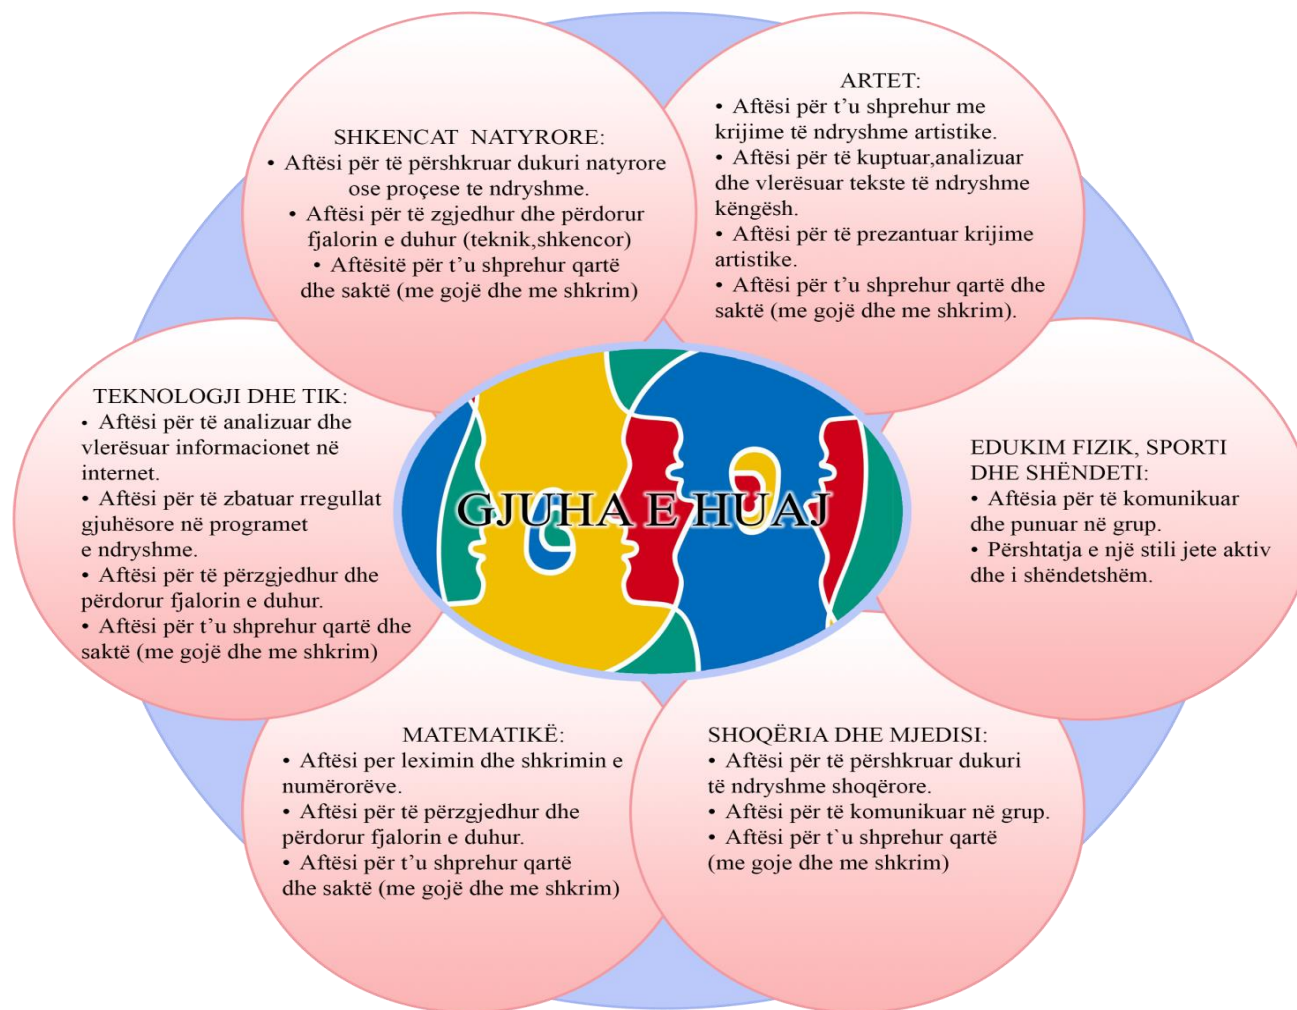 SHKENCAT NATYRORE:
• Aftësi për të përshkruar dukuri natyrore
ose proçese te ndryshme.
• Aftësi për të zgjedhur dhe përdorur
fjalorin e duhur (teknik,shkencor)
• Aftësitë për t’u shprehur qartë
dhe saktë (me gojë dhe me shkrim)
ARTET:
• Aftësi për t’u shprehur me
krijime të ndryshme artistike.
• Aftësi për të kuptuar,analizuar
dhe vlerësuar tekste të ndryshme
këngësh.
• Aftësi për të prezantuar krijime
artistike.
• Aftësi për t’u shprehur qartë dhe
saktë (me gojë dhe me shkrim).
TEKNOLOGJI DHE TIK:
• Aftësi për të analizuar dhe
vlerësuar informacionet në
internet.
• Aftësi për të zbatuar rregullat
gjuhësore në programet
e ndryshme.
• Aftësi për të përzgjedhur dhe
përdorur fjalorin e duhur.
• Aftësi për t’u shprehur qartë dhe
saktë (me gojë dhe me shkrim)
GJUHA E HUAJ
EDUKIM FIZIK, SPORTI
DHE SHËNDETI:
• Aftësia për të komunikuar
dhe punuar në grup.
• Përshtatja e një stili jete aktiv
dhe i shëndetshëm.
MATEMATIKË:
• Aftësi per leximin dhe shkrimin e
numërorëve.
• Aftësi për të përzgjedhur dhe
përdorur fjalorin e duhur.
• Aftësi për t’u shprehur qartë
dhe saktë (me gojë dhe me shkrim)
SHOQËRIA DHE MJEDISI:
• Aftësi për të përshkruar dukuri
të ndryshme shoqërore.
• Aftësi për të komunikuar në grup.
• Aftësi për t`u shprehur qartë
(me goje dhe me shkrim)